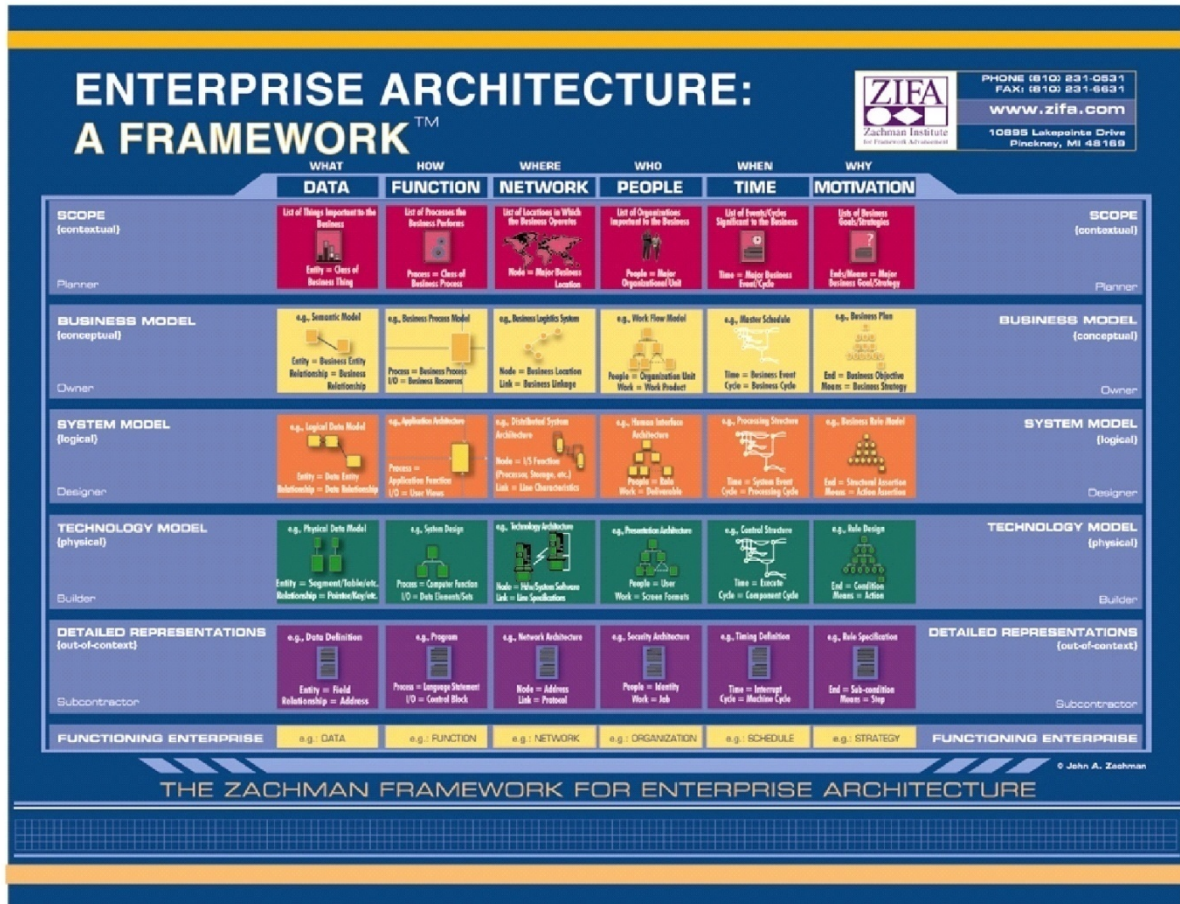 ENTERPRISE ARCHITECTURE:
A FRAMEWORK™
ZIFA
Zachman Institute
for Framework Advancement
PHONE (810) 231-0531
FAX: (810) 231-6631
www.zifa.com
10895 Lakepointe Drive
Pinckney, MI 48169
WHAT HOW WHERE WHO WHEN WHY
DATA FUNCTION NETWORK PEOPLE TIME MOTIVATION
SCOPE
(contextual)
Planner
List of Things Important to the
Business
Entity = Class of
Business Thing
List of Processes the
Business Performs
Process = Class of
Business Process
List of Locations in Which
the Business Operates
Node = Major Business
Location
List of Organizations
Important to the Business
People = Major
Organizational Unit
List of Events/Cycles
Significant to the Business
Time = Major Business
Event/Cycle
Lists of Business
Goals/Strategies
Ends/Means = Major
Business Goal/Strategy
SCOPE
(contextual)
Planner
BUSINESS MODEL
(conceptual)
Owner
e.g., Semantic Model
Entity = Business Entity
Relationship = Business
Relationship
e.g., Business Process Model
Process = Business Process
I/O = Business Resources
e.g., Business Logistics System
Node = Business Location
Link = Business Linkage
e.g., Work Flow Model
People = Organization Unit
Work = Work Product
e.g., Master Schedule
Time = Business Event
Cycle = Business Cycle
e.g., Business Plan
End = Business Objective
Means = Business Strategy
BUSINESS MODEL
(conceptual)
Owner
SYSTEM MODEL
(logical)
Designer
e.g., Logical Data Model
Entity = Data Entity
Relationship = Data Relationship
e.g., Application Architecture
Process =
Application Function
I/O = User Views
e.g., Distributed System
Architecture
Node = I/S Function
(Processor, Storage, etc.)
Link = Line Characteristics
e.g., Human Interface
Architecture
People = Role
Work = Deliverable
e.g., Processing Structure
Time = System Event
Cycle = Processing Cycle
e.g., Business Role Model
End = Structural Assertion
Means = Action Assertion
SYSTEM MODEL
(logical)
Designer
TECHNOLOGY MODEL
(physical)
Builder
e.g., Physical Data Model
Entity = Segment/Table/etc.
Relationship = Pointer/Key/etc.
e.g., System Design
Process = Computer Function
I/O = Data Elements/Sets
e.g., Technology Architecture
Node = Hdw/System Software
Link = Line Specifications
e.g., Presentation Architecture
People = User
Work = Screen Formats
e.g., Control Structure
Time = Execute
Cycle = Component Cycle
e.g., Role Design
End = Condition
Means = Action
TECHNOLOGY MODEL
(physical)
Builder
DETAILED REPRESENTATIONS
(out-of-context)
Subcontractor
e.g., Data Definition
Entity = Field
Relationship = Address
e.g., Program
Process = Language Statement
I/O = Control Block
e.g., Network Architecture
Node = Address
Link = Protocol
e.g., Security Architecture
People = Identity
Work = Job
e.g., Timing Definition
Time = Interrupt
Cycle = Machine Cycle
e.g., Role Specification
End = Sub-condition
Means = Step
DETAILED REPRESENTATIONS
(out-of-context)
Subcontractor
FUNCTIONING ENTERPRISE
e.g.: DATA
e.g.: FUNCTION
e.g.: NETWORK
e.g.: ORGANIZATION
e.g.: SCHEDULE
e.g.: STRATEGY
FUNCTIONING ENTERPRISE
© John A. Zachman
THE ZACHMAN FRAMEWORK FOR ENTERPRISE ARCHITECTURE